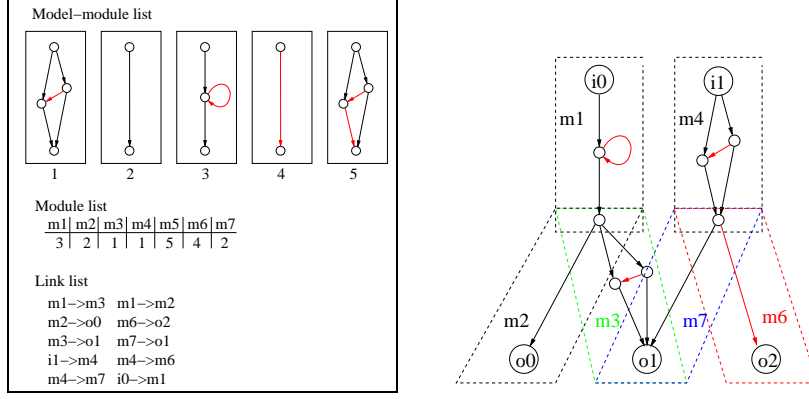 Model-module list
1 2 3 4 5
Module list
m1 m2 m3 m4 m5 m6 m7
3 2 1 1 5 4 2
Link list
m1->m3 m1->m2
m2->o0 m6->o2
m3->o1 m7->o1
i1->m4 m4->m6
m4->m7 i0->m1
i0 i1
m1 m4
m2 m3 m7 m6
o0 o1 o2